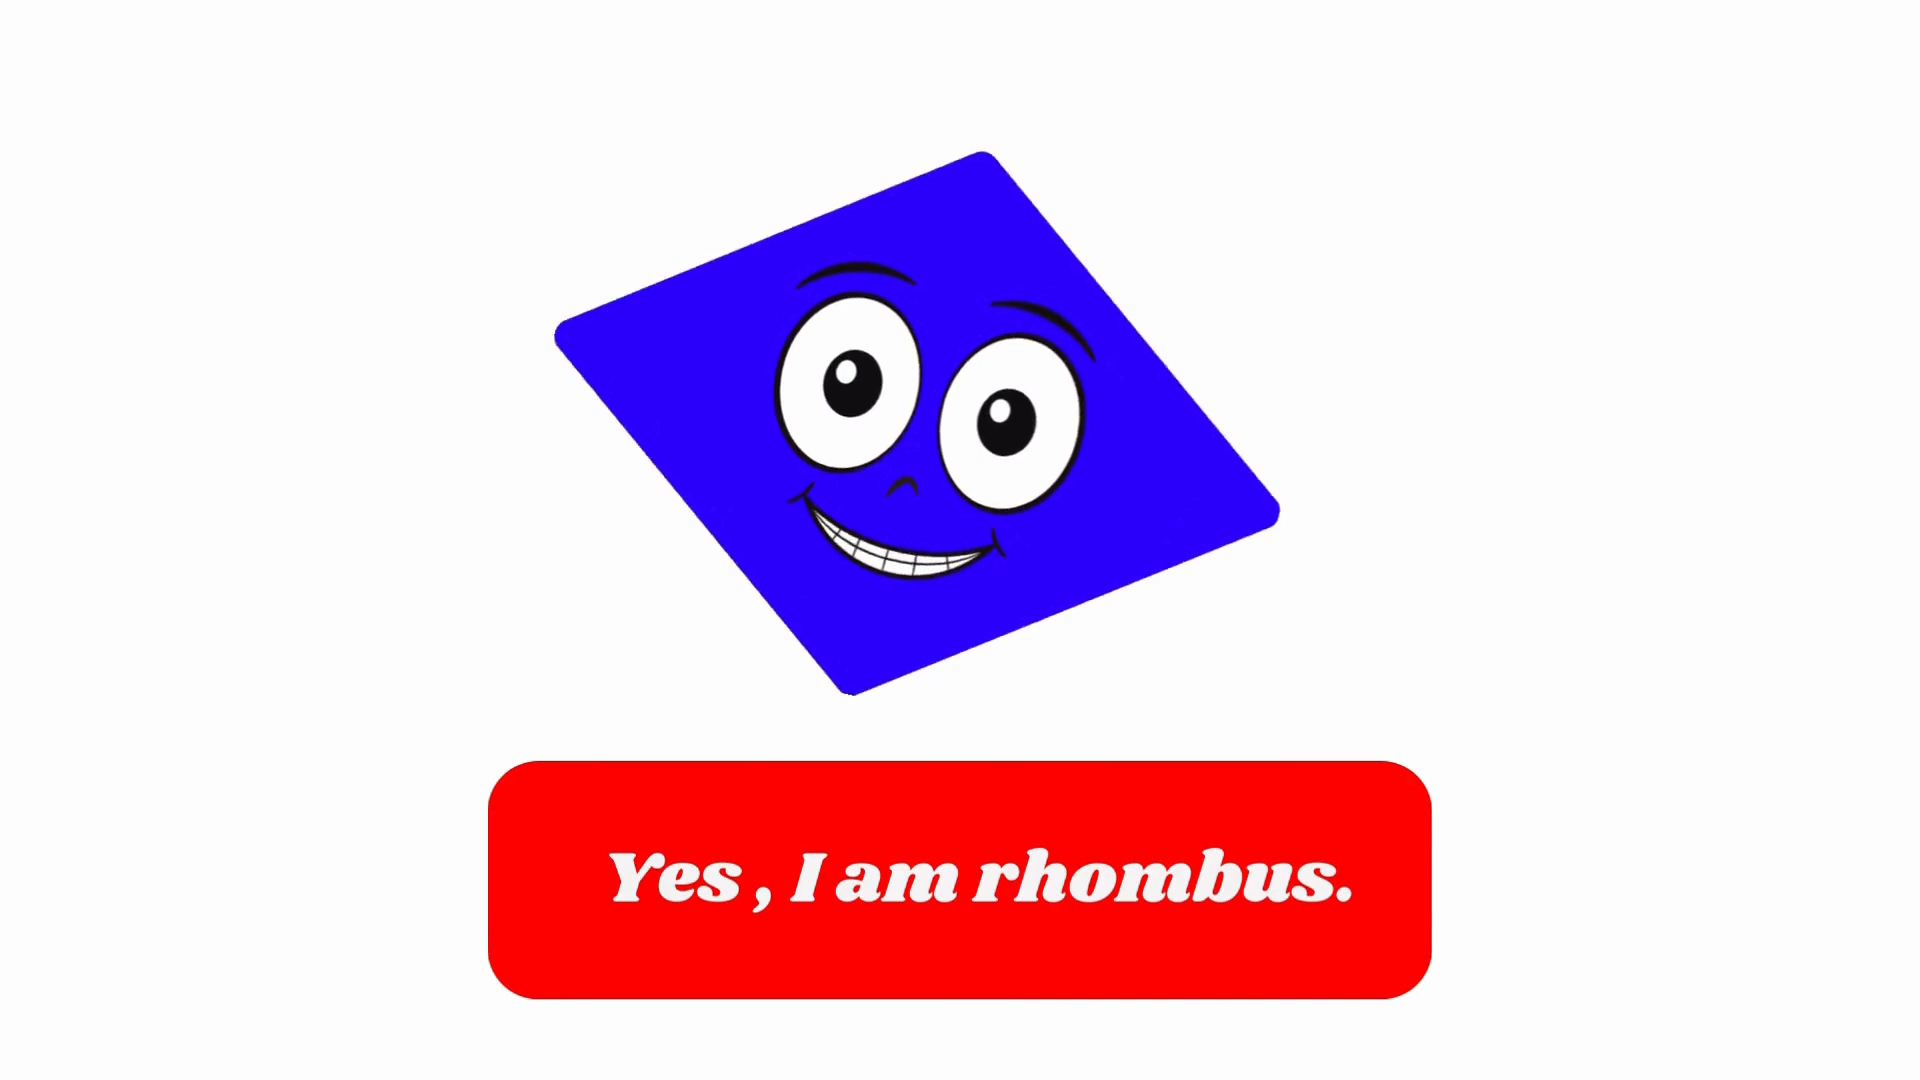 Yes , I am rhombus.